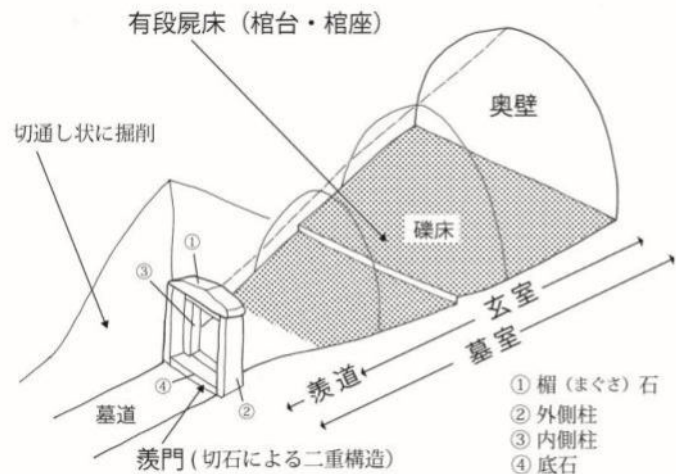 有段屍床(棺台・棺座)
奥壁
切通し状に掘削
礫床
①
③
④
②
玄室
墓室
羨道
墓道
羨門(切石による二重構造)
① 楣(まぐさ)石
② 外側柱
③ 内側柱
④ 底石